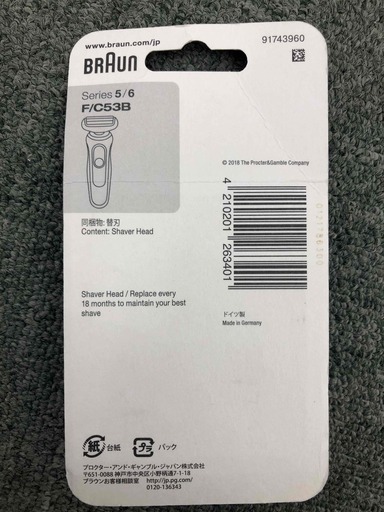 www.braun.com/jp
91743960
BRAUN
Series 5/6
F/C53B
© 2018 The Procter&Gamble Company
4 210201 263401
同梱物: 替刃
Content: Shaver Head
Shaver Head / Replace every
18 months to maintain your best
shave
ドイツ製
Made in Germany
紙 台紙
プラ パック
プロクター・アンド・ギャンブル・ジャパン株式会社
〒651-0088 神戸市中央区小野柄通7-1-18
ブラウンお客様相談室 http://jp.pg.com/
0120-136343